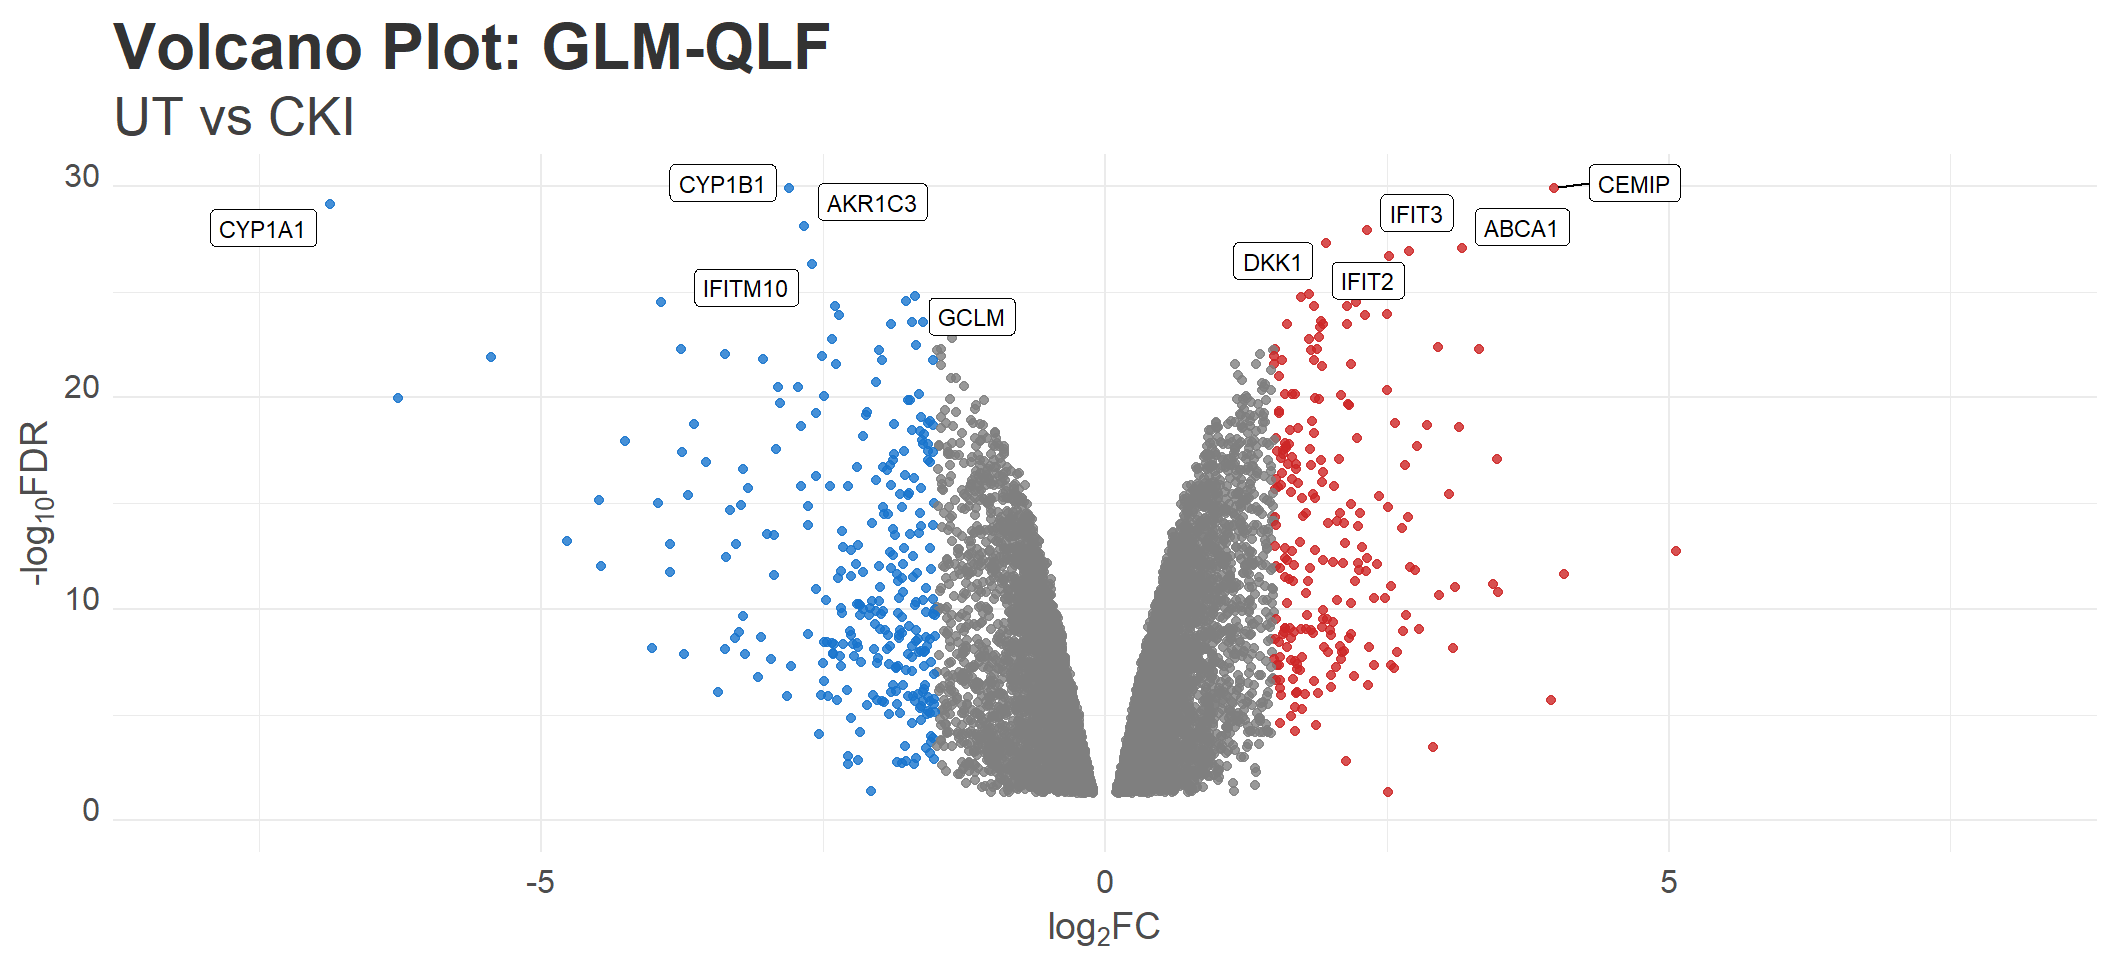 Volcano Plot: GLM-QLF
UT vs CKI
30
20
10
0
-log10FDR
CYP1A1
CYP1B1
AKR1C3
IFITM10
GCLM
DKK1
IFIT3
IFIT2
ABCA1
CEMIP
-5
0
5
log2FC